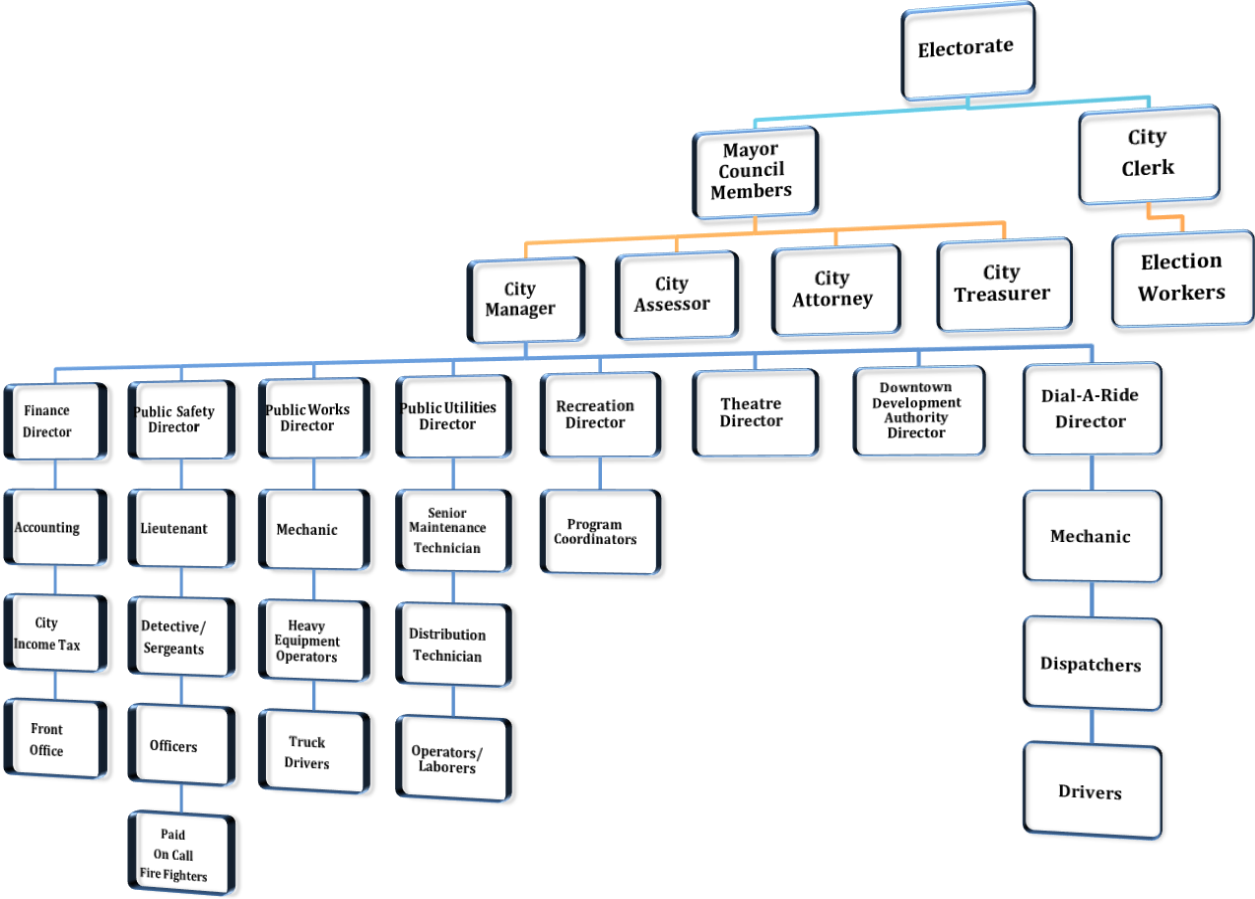 Electorate
Mayor
Council
Members
City
Clerk
City
Manager
City
Assessor
City
Attorney
City
Treasurer
Election
Workers
Finance
Director
Public Safety
Director
Public Works
Director
Public Utilities
Director
Recreation
Director
Theatre
Director
Downtown
Development
Authority
Director
Dial-A-Ride
Director
Accounting
Lieutenant
Mechanic
Senior
Maintenance
Technician
Program
Coordinators
Mechanic
City
Income Tax
Detective/
Sergeants
Heavy
Equipment
Operators
Distribution
Technician
Dispatchers
Front
Office
Officers
Truck
Drivers
Operators/
Laborers
Drivers
Paid
On Call
Fire Fighters